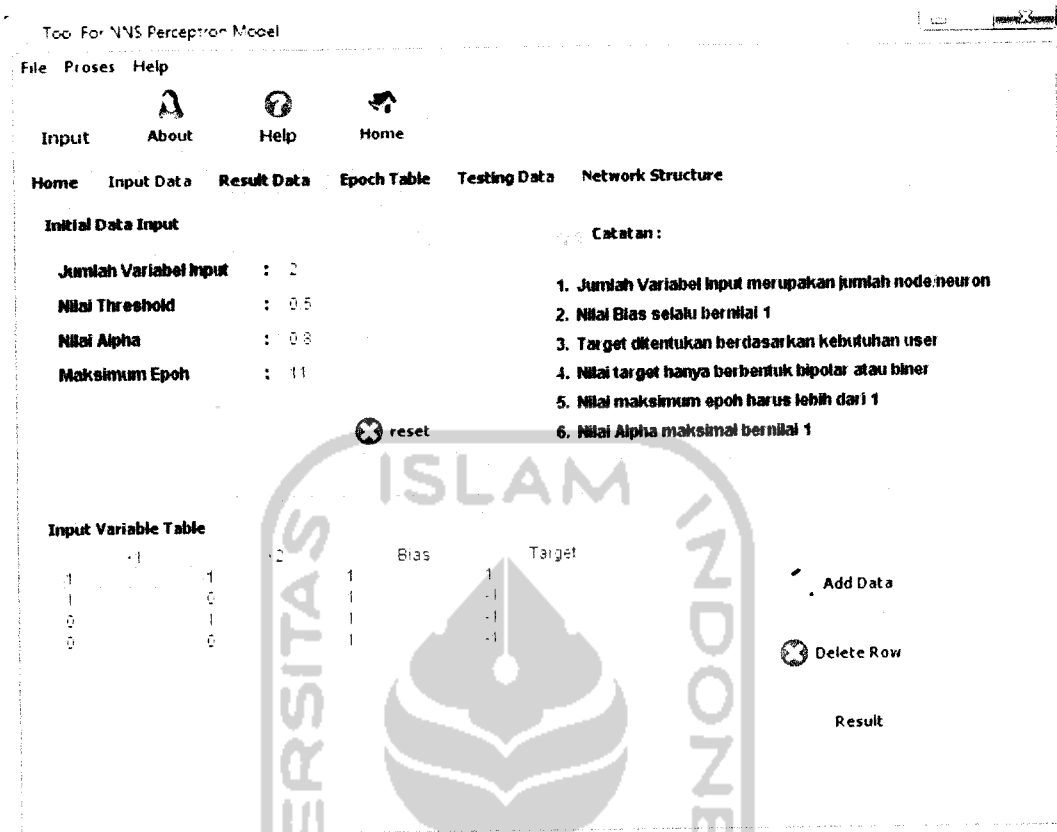 Tool For NNS Perceptron Model
File Proses Help
Input About Help Home
Home Input Data Result Data Epoch Table Testing Data Network Structure
Initial Data Input
Jumlah Variabel Input : 2
Nilai Threshold : 0.5
Nilai Alpha : 0.8
Maksimum Epoh : 11
reset
Catatan :
1. Jumlah Variabel Input merupakan jumlah node/neuron
2. Nilai Bias selalu bernilai 1
3. Target ditentukan berdasarkan kebutuhan user
4. Nilai target hanya berbentuk bipolar atau biner
5. Nilai maksimum epoh harus lebih dari 1
6. Nilai Alpha maksimal bernilai 1
ISLAM
INDONE
ERSITAS
Input Variable Table
Bias Target
1 1 1 1
1 0 1 -1
0 1 1 -1
0 0 1 -1
Add Data
Delete Row
Result